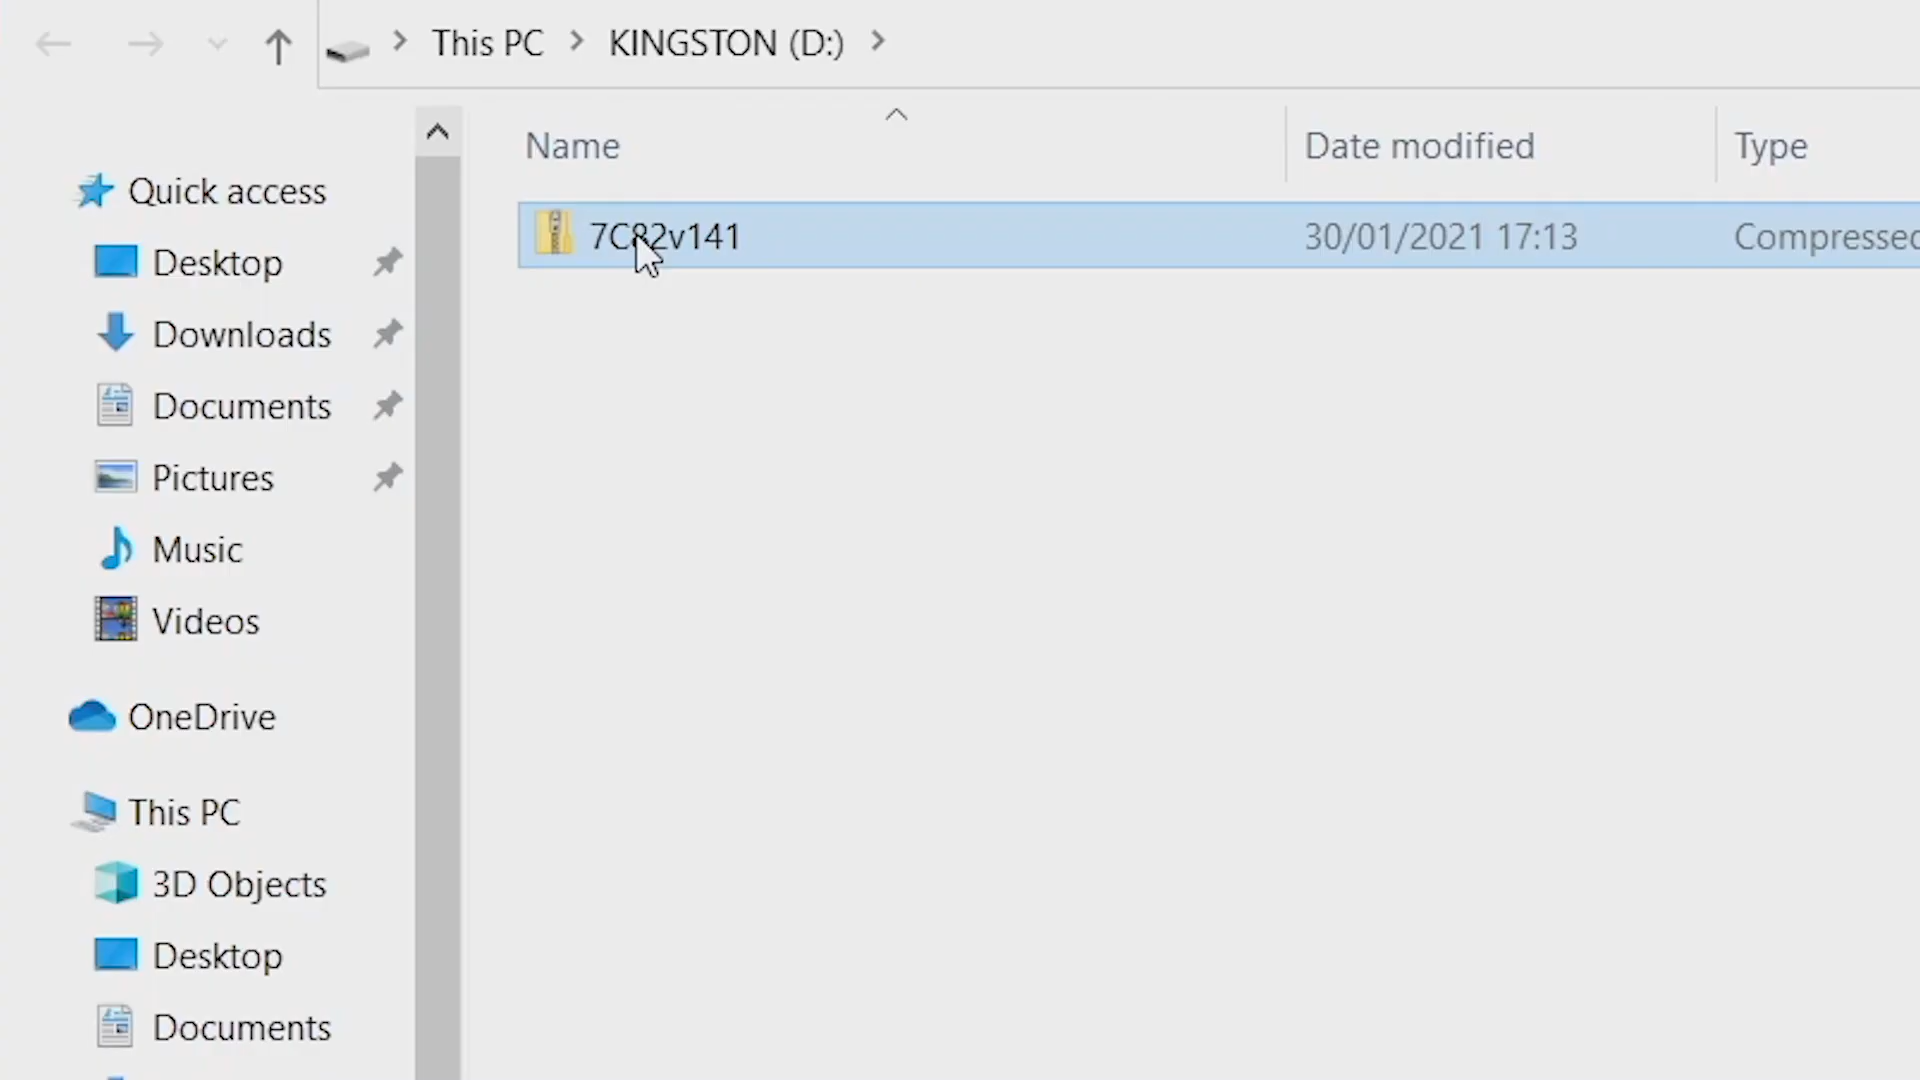 This PC
KINGSTON (D:)
Name
Date modified
Type
7C82v141
30/01/2021 17:13
Compressed
Quick access
Desktop
Downloads
Documents
Pictures
Music
Videos
OneDrive
This PC
3D Objects
Desktop
Documents